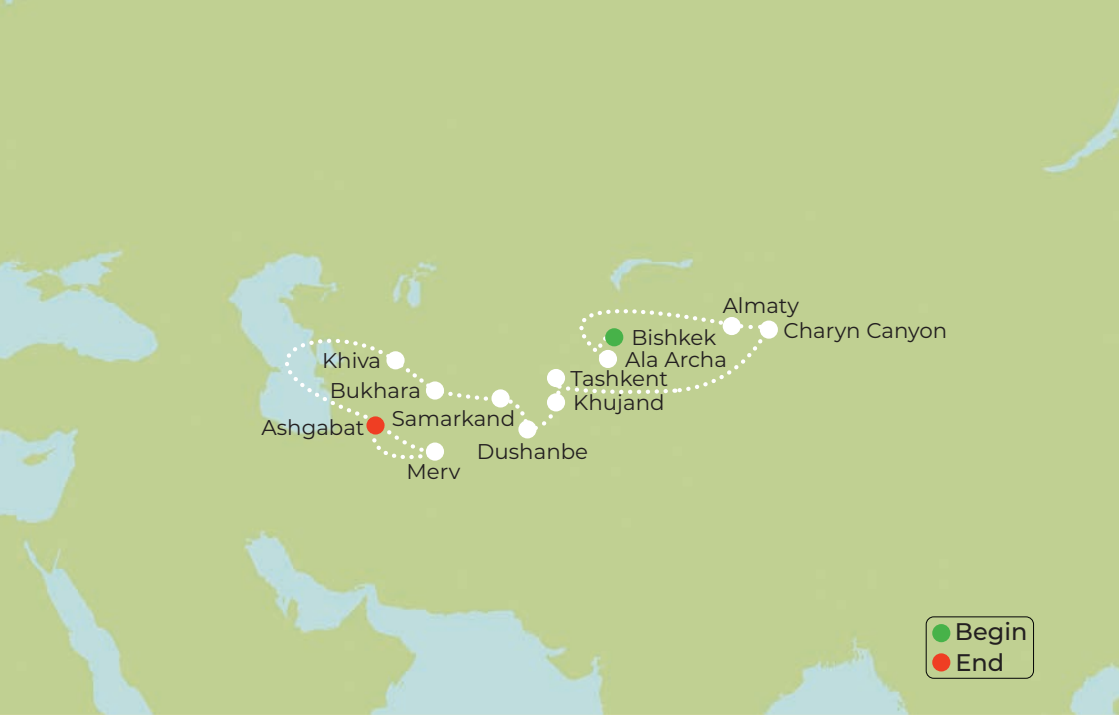 Almaty
Charyn Canyon
Bishkek
Ala Archa
Khiva
Tashkent
Bukhara
Khujand
Samarkand
Ashgabat
Dushanbe
Merv
Begin
End